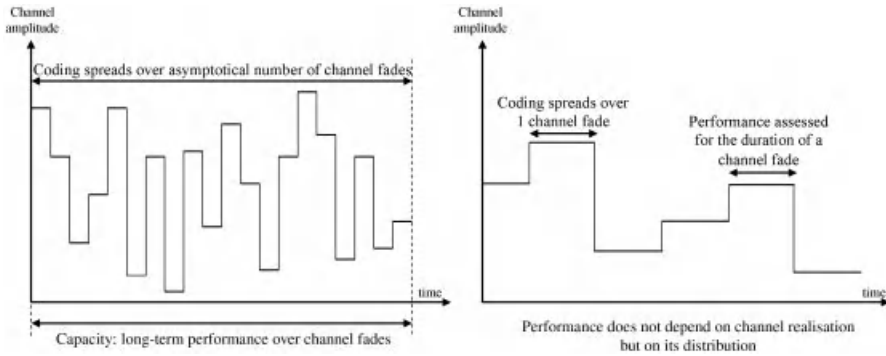 Channel
amplitude
Coding spreads over asymptotical number of channel fades
time
Capacity: long-term performance over channel fades
Channel
amplitude
Coding spreads over
1 channel fade
Performance assessed
for the duration of a
channel fade
time
Performance does not depend on channel realisation
but on its distribution